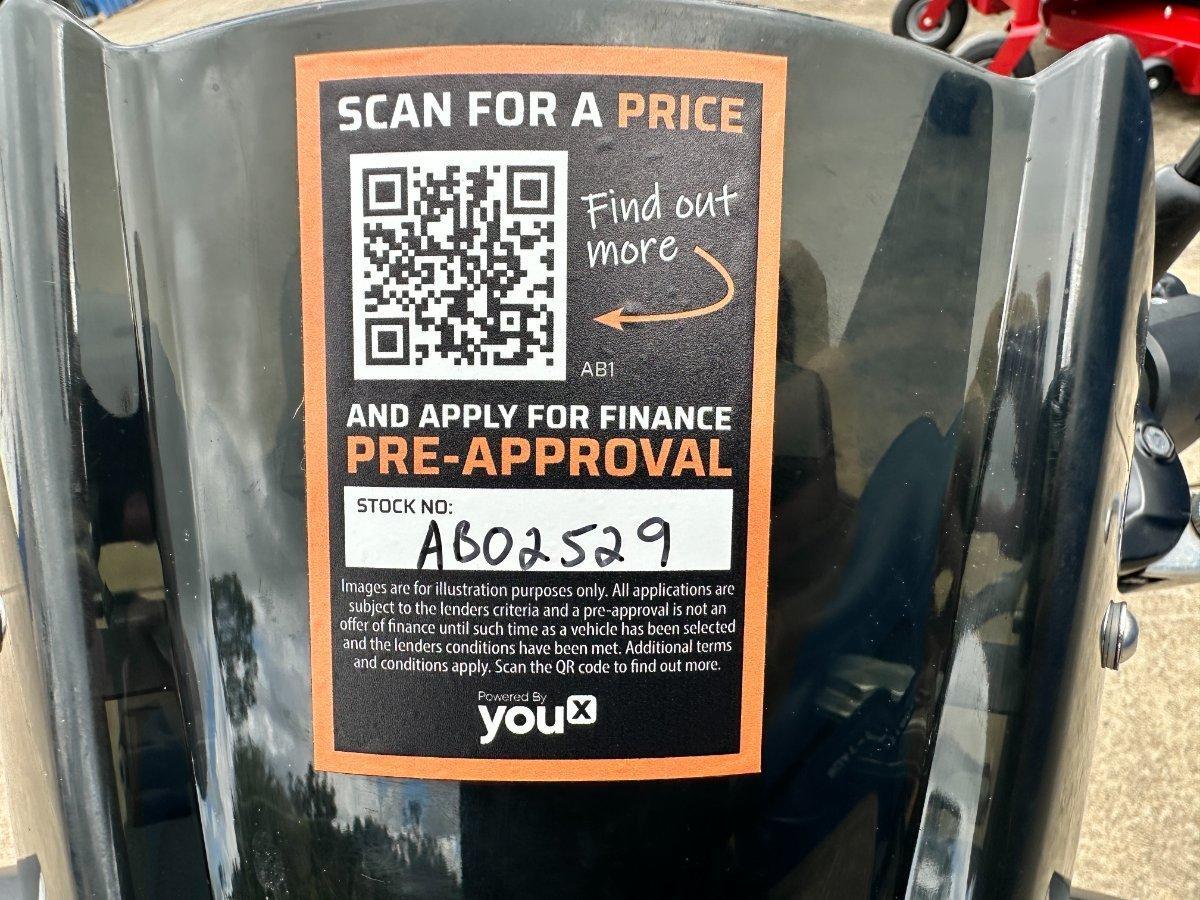 SCAN FOR A PRICE
Find out
more
AB1
AND APPLY FOR FINANCE
PRE-APPROVAL
STOCK NO:
AB02529
Images are for illustration purposes only. All applications are
subject to the lenders criteria and a pre-approval is not an
offer of finance until such time as a vehicle has been selected
and the lenders conditions have been met. Additional terms
and conditions apply. Scan the QR code to find out more.
Powered By
youX